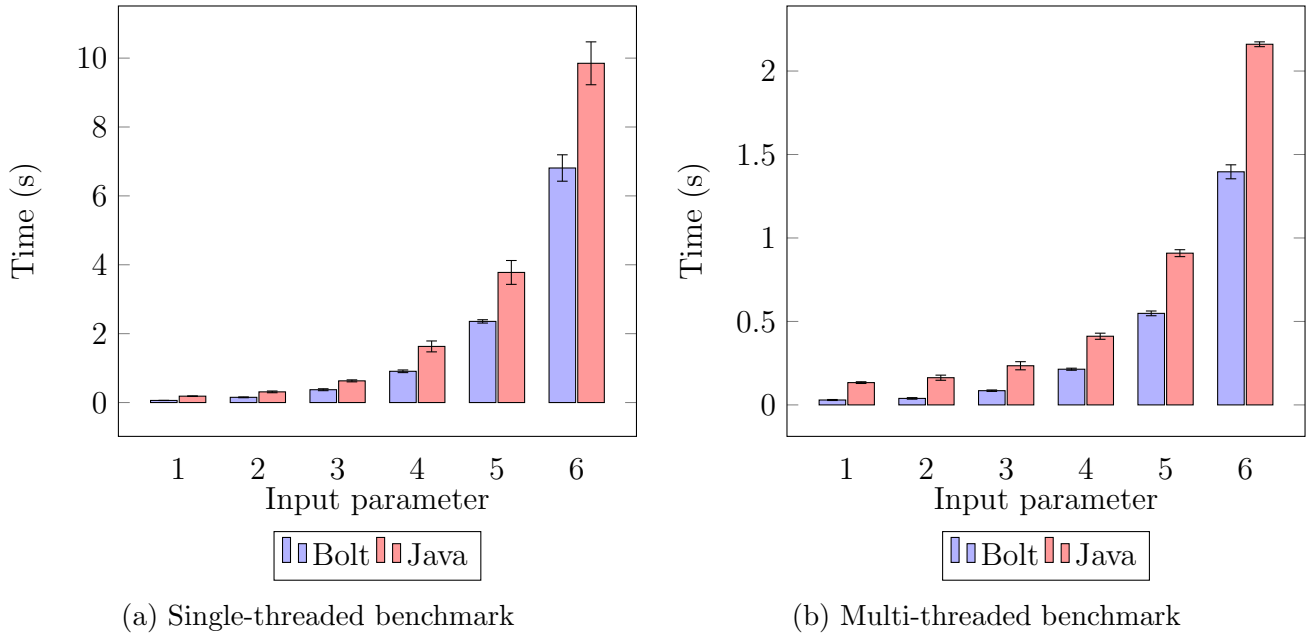 10
8
6
4
2
0
Time (s)
1 2 3 4 5 6
Input parameter
Bolt Java
(a) Single-threaded benchmark
2
1.5
1
0.5
0
Time (s)
1 2 3 4 5 6
Input parameter
Bolt Java
(b) Multi-threaded benchmark